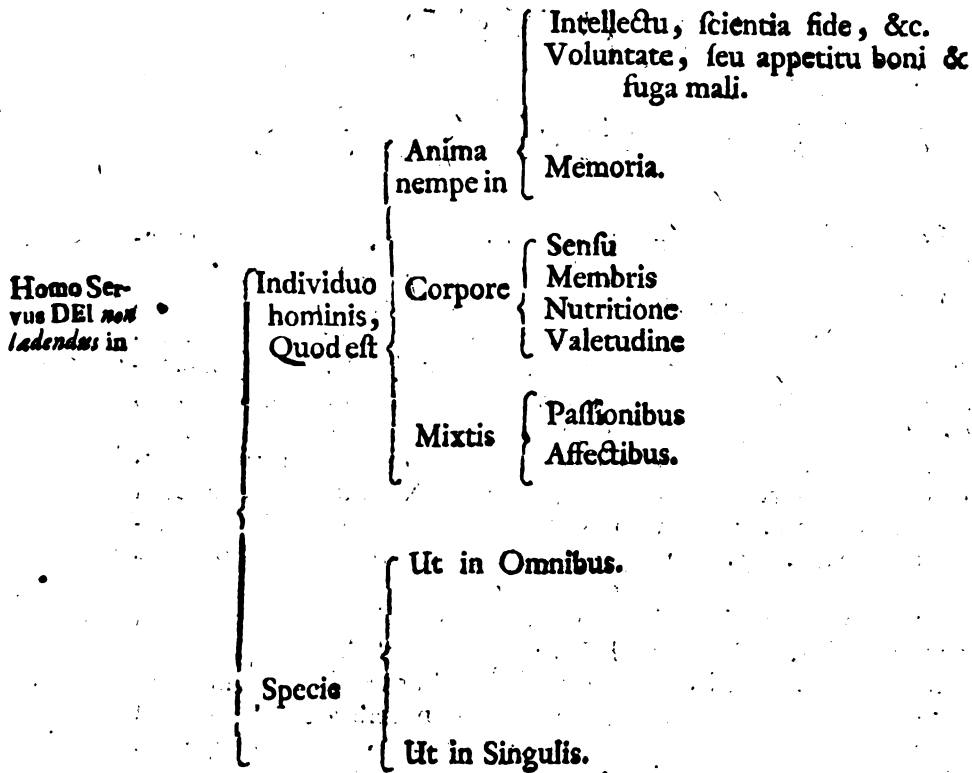 Homo Ser-
vus DEI non
lædendus in
Individuo
hominis,
Quod eſt
Anima
nempe in
Intellectu, ſcientia fide, &c.
Voluntate, ſeu appetitu boni &
fuga mali.
Memoria.
Corpore
Senſu
Membris
Nutritione
Valetudine
Mixtis
Paſſionibus
Affectibus.
Specie
Ut in Omnibus.
Ut in Singulis.